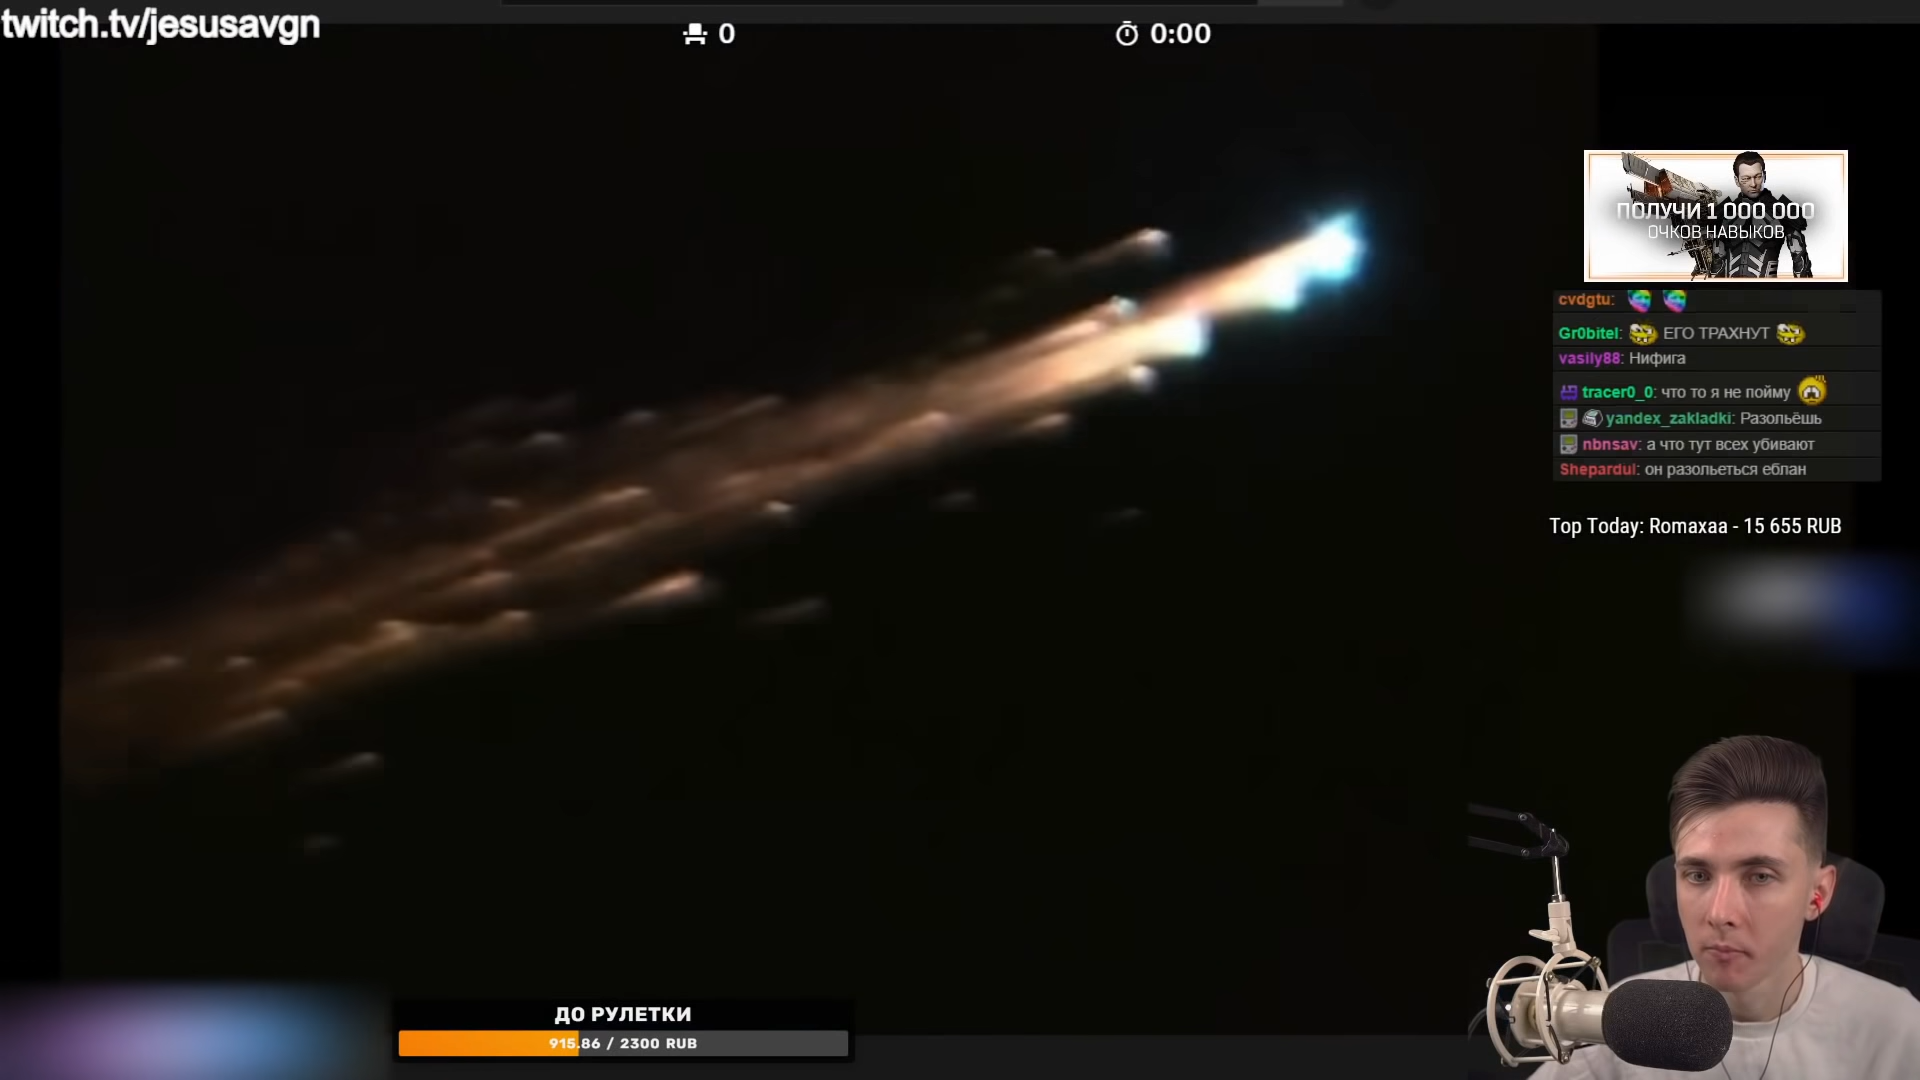 twitch.tv/jesusavgn
0
0:00
ПОЛУЧИ 1 000 000
ОЧКОВ НАВЫКОВ
cvdgtu:
Gr0bitel: ЕГО ТРАХНУТ
vasily88: Нифига
tracer0_0: что то я не пойму
yandex_zakladki: Разольёшь
nbnsav: а что тут всех убивают
Shepardul: он разольеться еблан
Top Today: Romaxaa - 15 655 RUB
ДО РУЛЕТКИ
915.86 / 2300 RUB